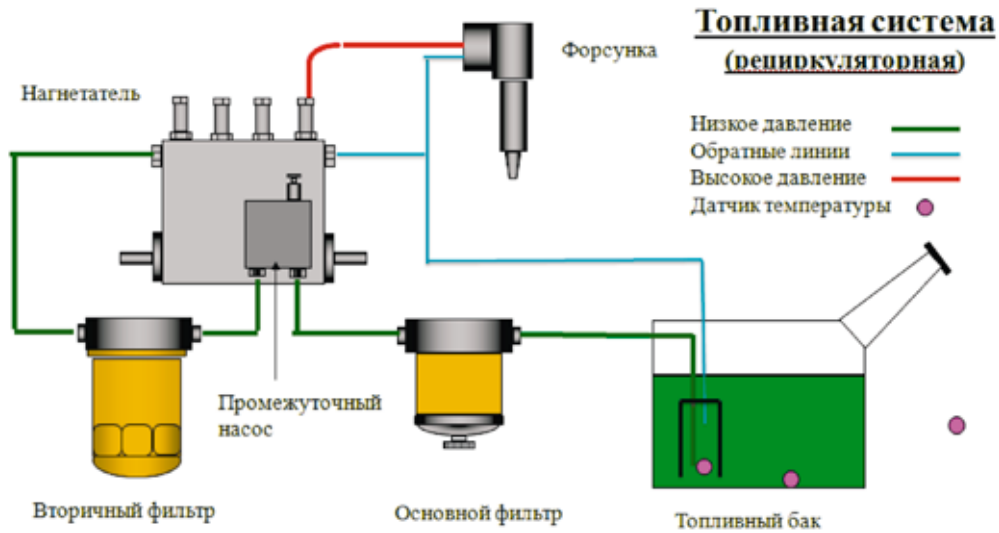 Топливная система
(рециркуляторная)
Форсунка
Нагнетатель
Низкое давление
Обратные линии
Высокое давление
Датчик температуры
Промежуточный
насос
Вторичный фильтр
Основной фильтр
Топливный бак